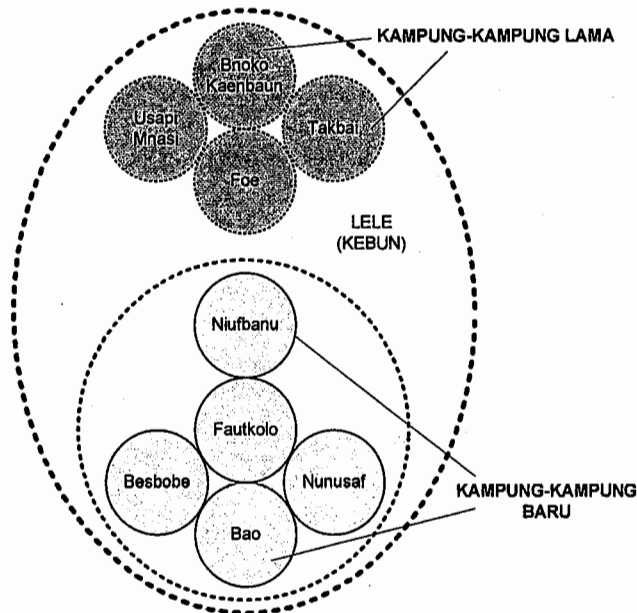 KAMPUNG-KAMPUNG LAMA
Bnoko
Kaenbaun
Usapi
Mnasi
Takbai
Foe
LELE
(KEBUN)
Niufbanu
Fautkolo
Besbobe
Nunusaf
KAMPUNG-KAMPUNG
BARU
Bao